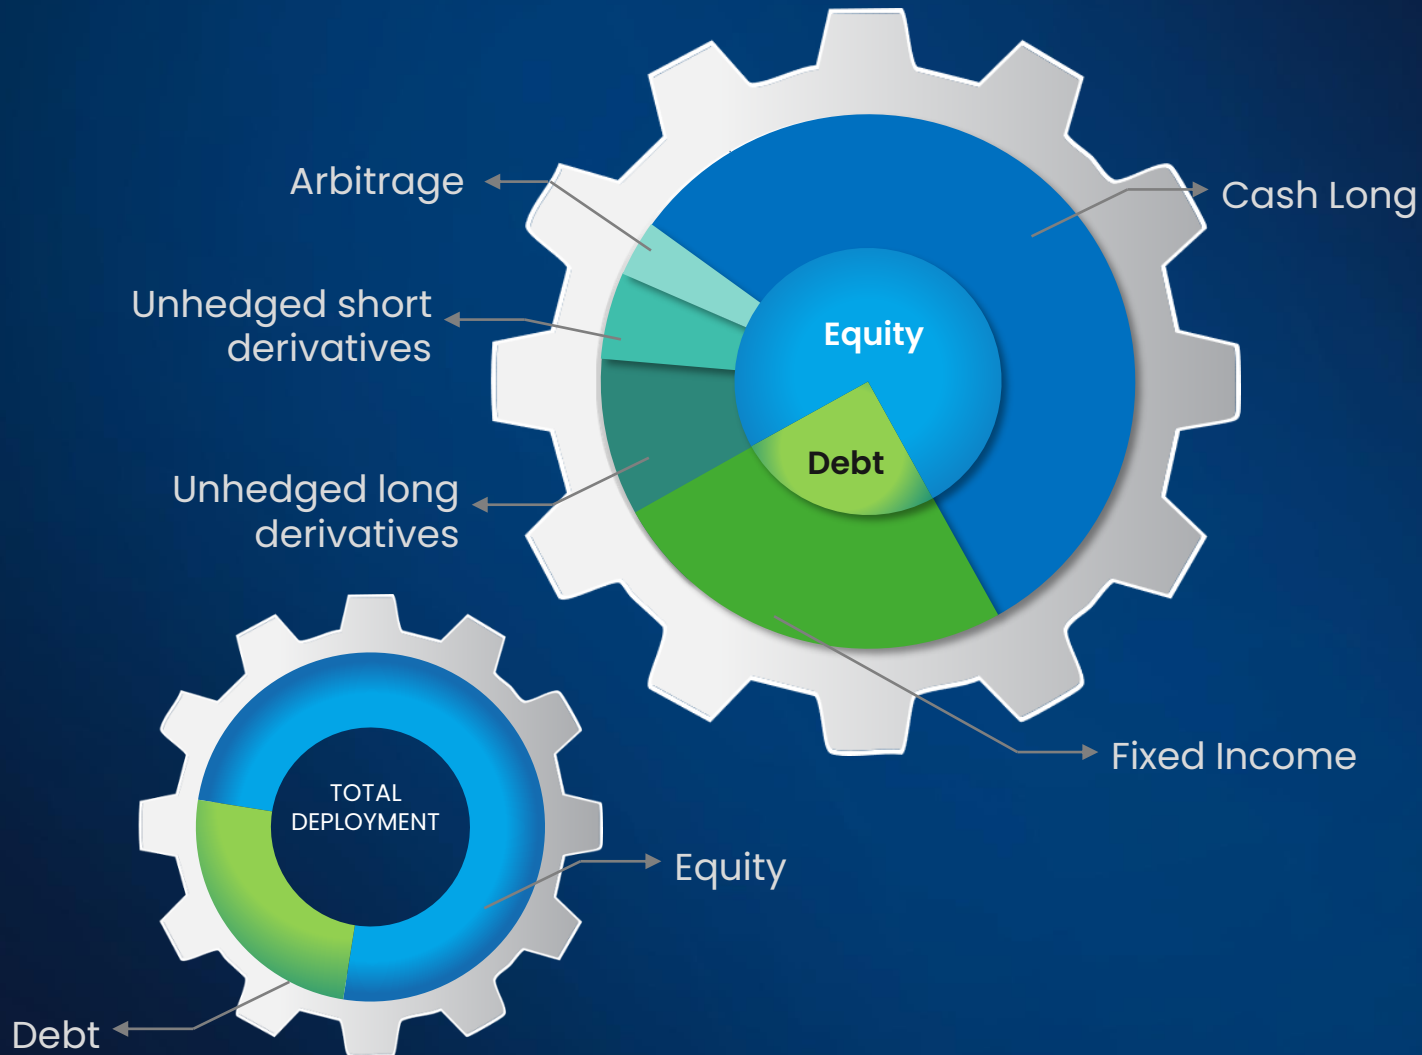 Arbitrage
Cash Long
Unhedged short
derivatives
Equity
Debt
Unhedged long
derivatives
Fixed Income
TOTAL
DEPLOYMENT
Equity
Debt